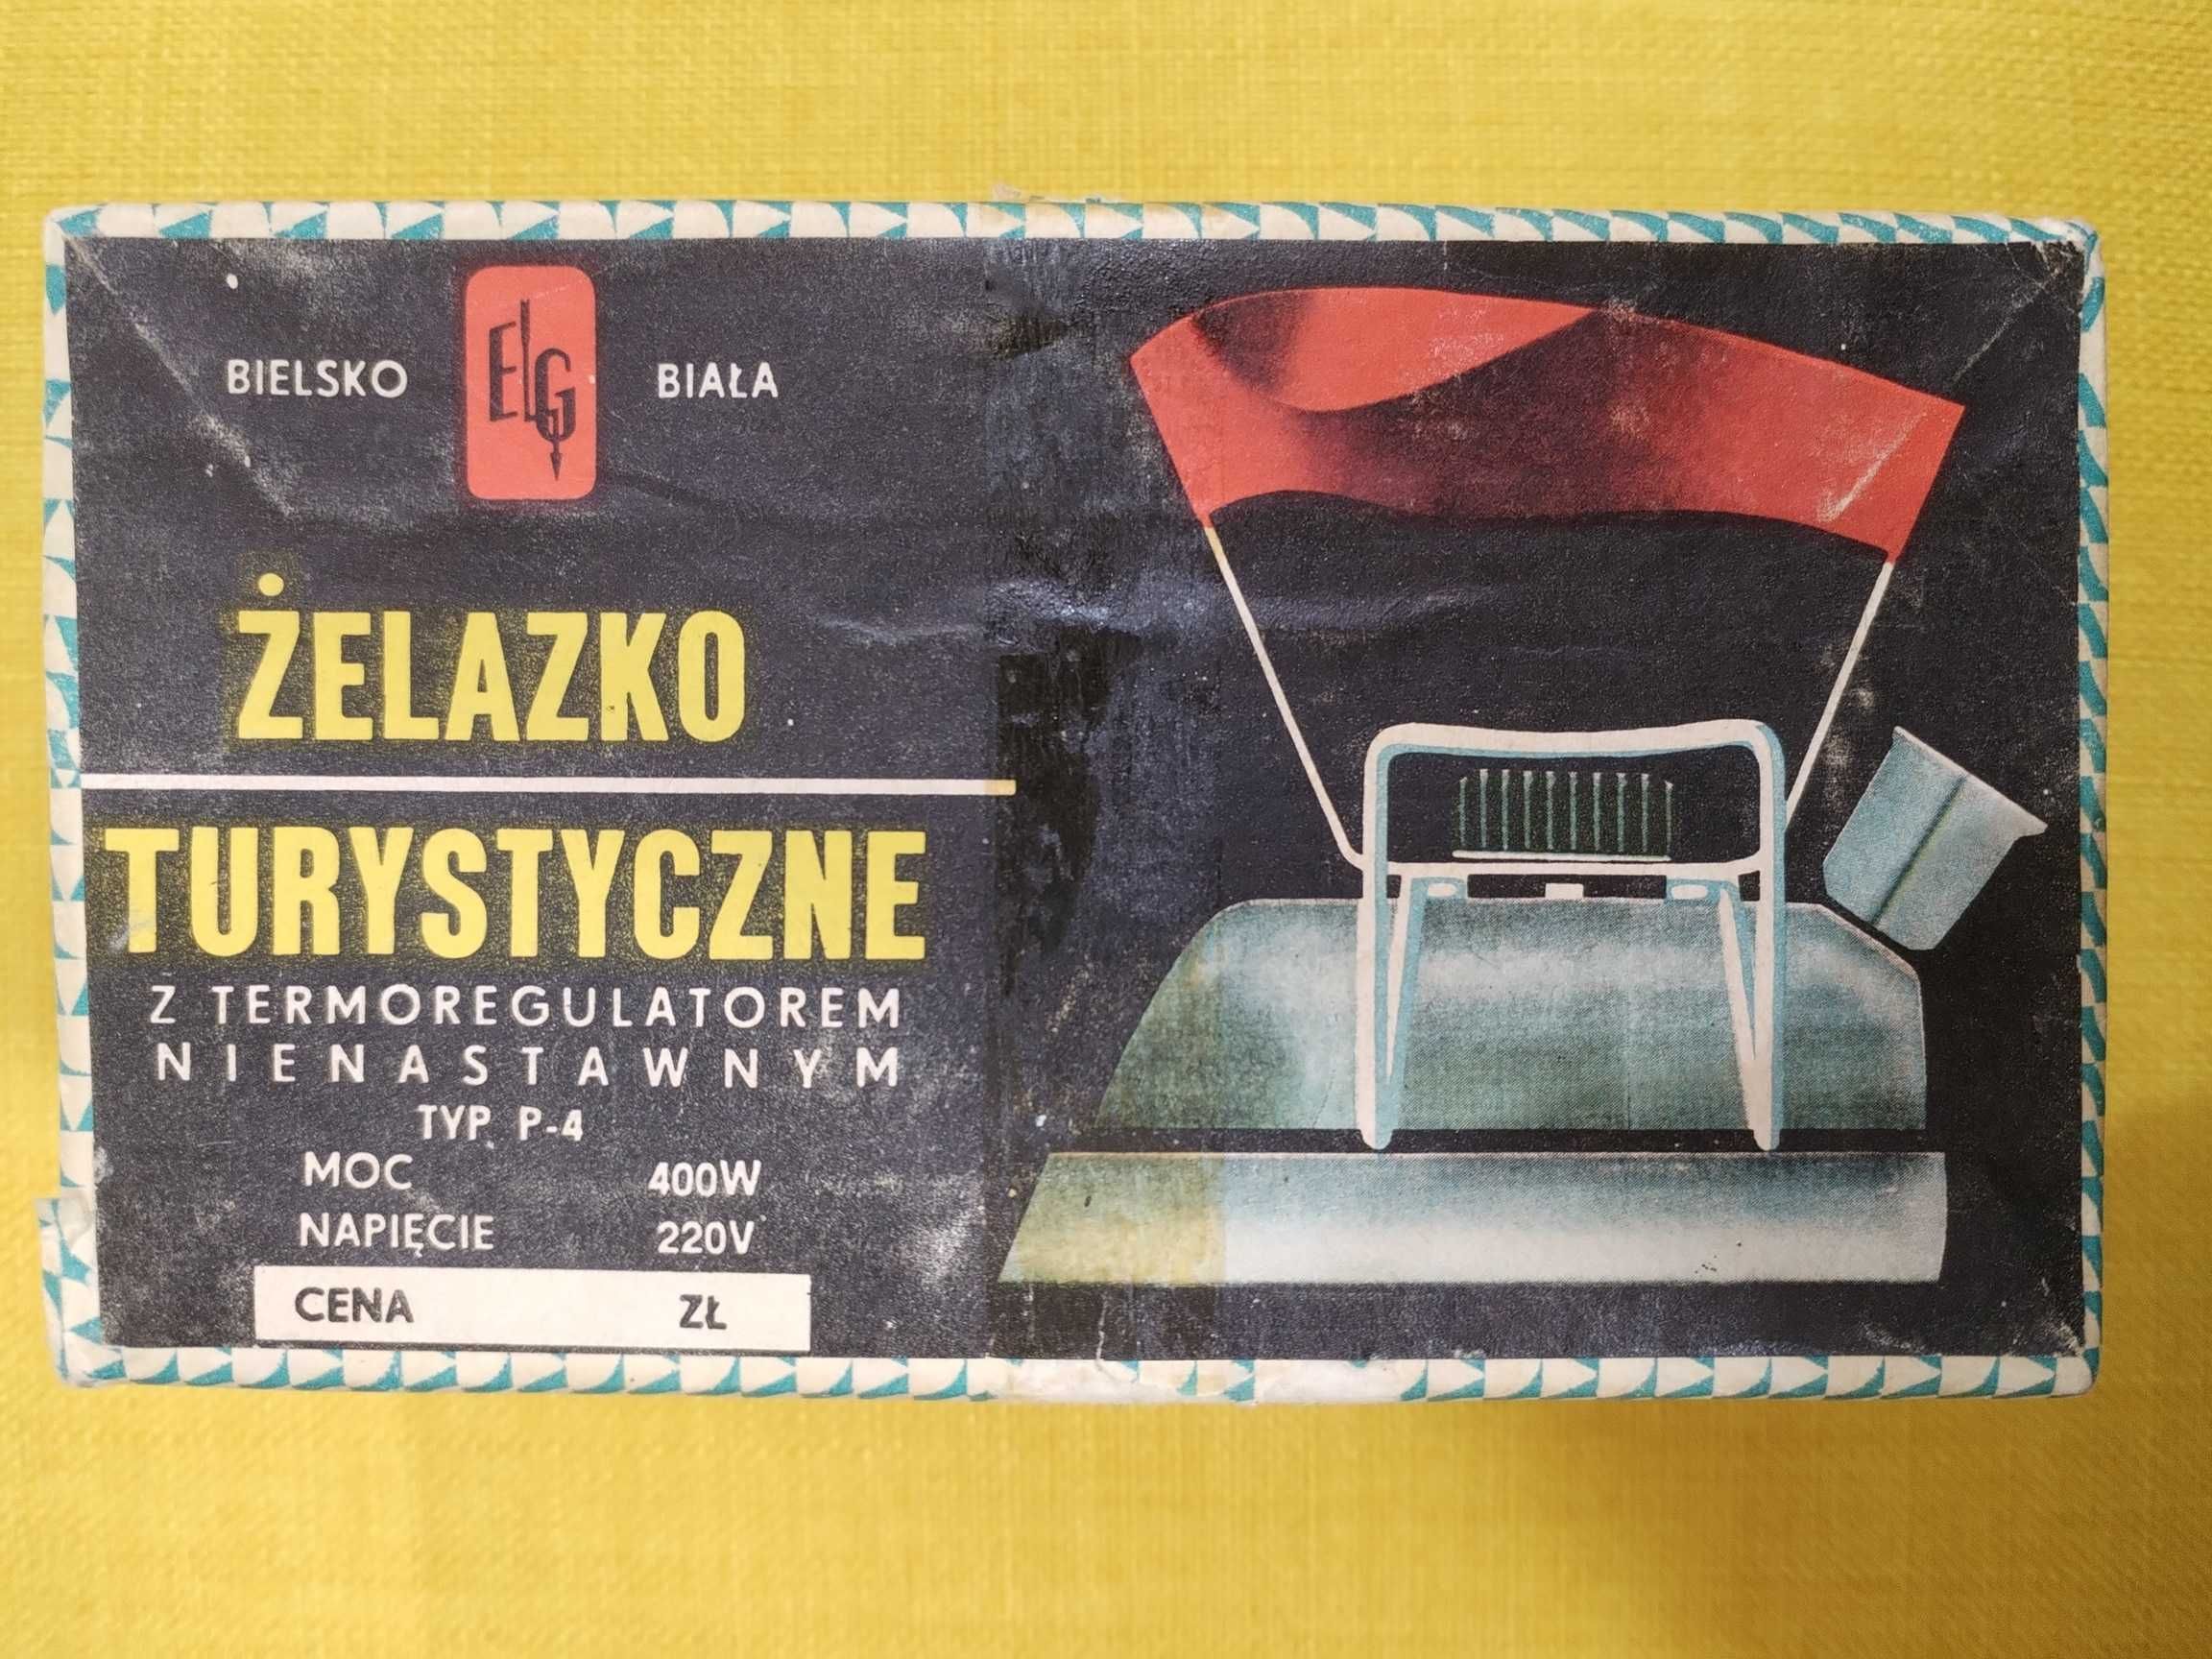 BIELSKO ELG BIAŁA
ŻELAZKO
TURYSTYCZNE
Z TERMOREGULATOREM
NIENASTAWNYM
TYP P-4
MOC 400W
NAPIĘCIE 220V
CENA ZŁ